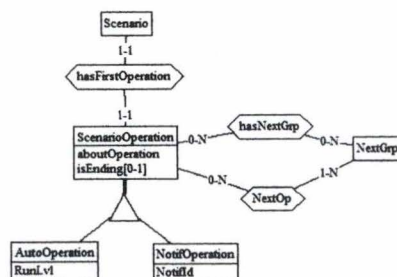 Scenario
1-1
hasFirstOperation
1-1
ScenarioOperation
aboutOperation
isEnding[0-1]
0-N
hasNextGrp
0-N
NextGrp
0-N
NextOp
1-N
AutoOperation
RunLvl
NotifOperation
NotifId